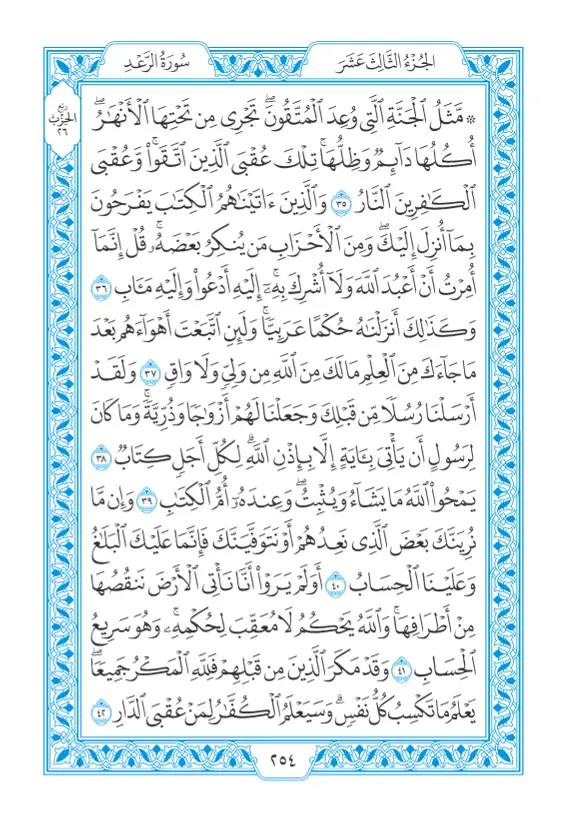 الجُزْءُ الثَّالِثَ عَشَرَ
سُورَةُ الرَّعْدِ
رُبْع
الحِزْبِ
٢٦
۞ مَّثَلُ ٱلْجَنَّةِ ٱلَّتِى وُعِدَ ٱلْمُتَّقُونَۖ تَجْرِى مِن تَحْتِهَا ٱلْأَنْهَٰرُۖ
أُكُلُهَا دَآئِمٌ وَظِلُّهَاۚ تِلْكَ عُقْبَى ٱلَّذِينَ ٱتَّقَوا۟ۚ وَّعُقْبَى
ٱلْكَٰفِرِينَ ٱلنَّارُ ٣٥ وَٱلَّذِينَ ءَاتَيْنَٰهُمُ ٱلْكِتَٰبَ يَفْرَحُونَ
بِمَآ أُنزِلَ إِلَيْكَۖ وَمِنَ ٱلْأَحْزَابِ مَن يُنكِرُ بَعْضَهُۥۚ قُلْ إِنَّمَآ
أُمِرْتُ أَنْ أَعْبُدَ ٱللَّهَ وَلَآ أُشْرِكَ بِهِۦٓۚ إِلَيْهِ أَدْعُوا۟ وَإِلَيْهِ مَـَٔابِ ٣٦
وَكَذَٰلِكَ أَنزَلْنَٰهُ حُكْمًا عَرَبِيًّاۚ وَلَئِنِ ٱتَّبَعْتَ أَهْوَآءَهُم بَعْدَ
مَا جَآءَكَ مِنَ ٱلْعِلْمِ مَا لَكَ مِنَ ٱللَّهِ مِن وَلِىٍّ وَلَا وَاقٍ ٣٧ وَلَقَدْ
أَرْسَلْنَا رُسُلًا مِّن قَبْلِكَ وَجَعَلْنَا لَهُمْ أَزْوَٰجًا وَذُرِّيَّةًۚ وَمَا كَانَ
لِرَسُولٍ أَن يَأْتِىَ بِـَٔايَةٍ إِلَّا بِإِذْنِ ٱللَّهِۗ لِكُلِّ أَجَلٍ كِتَابٌ ٣٨
يَمْحُوا۟ ٱللَّهُ مَا يَشَآءُ وَيُثْبِتُۖ وَعِندَهُۥٓ أُمُّ ٱلْكِتَٰبِ ٣٩ وَإِن مَّا
نُرِيَنَّكَ بَعْضَ ٱلَّذِى نَعِدُهُمْ أَوْ نَتَوَفَّيَنَّكَ فَإِنَّمَا عَلَيْكَ ٱلْبَلَٰغُ
وَعَلَيْنَا ٱلْحِسَابُ ٤٠ أَوَلَمْ يَرَوْا۟ أَنَّا نَأْتِى ٱلْأَرْضَ نَنقُصُهَا
مِنْ أَطْرَافِهَاۚ وَٱللَّهُ يَحْكُمُ لَا مُعَقِّبَ لِحُكْمِهِۦۚ وَهُوَ سَرِيعُ
ٱلْحِسَابِ ٤١ وَقَدْ مَكَرَ ٱلَّذِينَ مِن قَبْلِهِمْ فَلِلَّهِ ٱلْمَكْرُ جَمِيعًاۖ
يَعْلَمُ مَا تَكْسِبُ كُلُّ نَفْسٍۗ وَسَيَعْلَمُ ٱلْكُفَّٰرُ لِمَنْ عُقْبَى ٱلدَّارِ ٤٢
٢٥٤